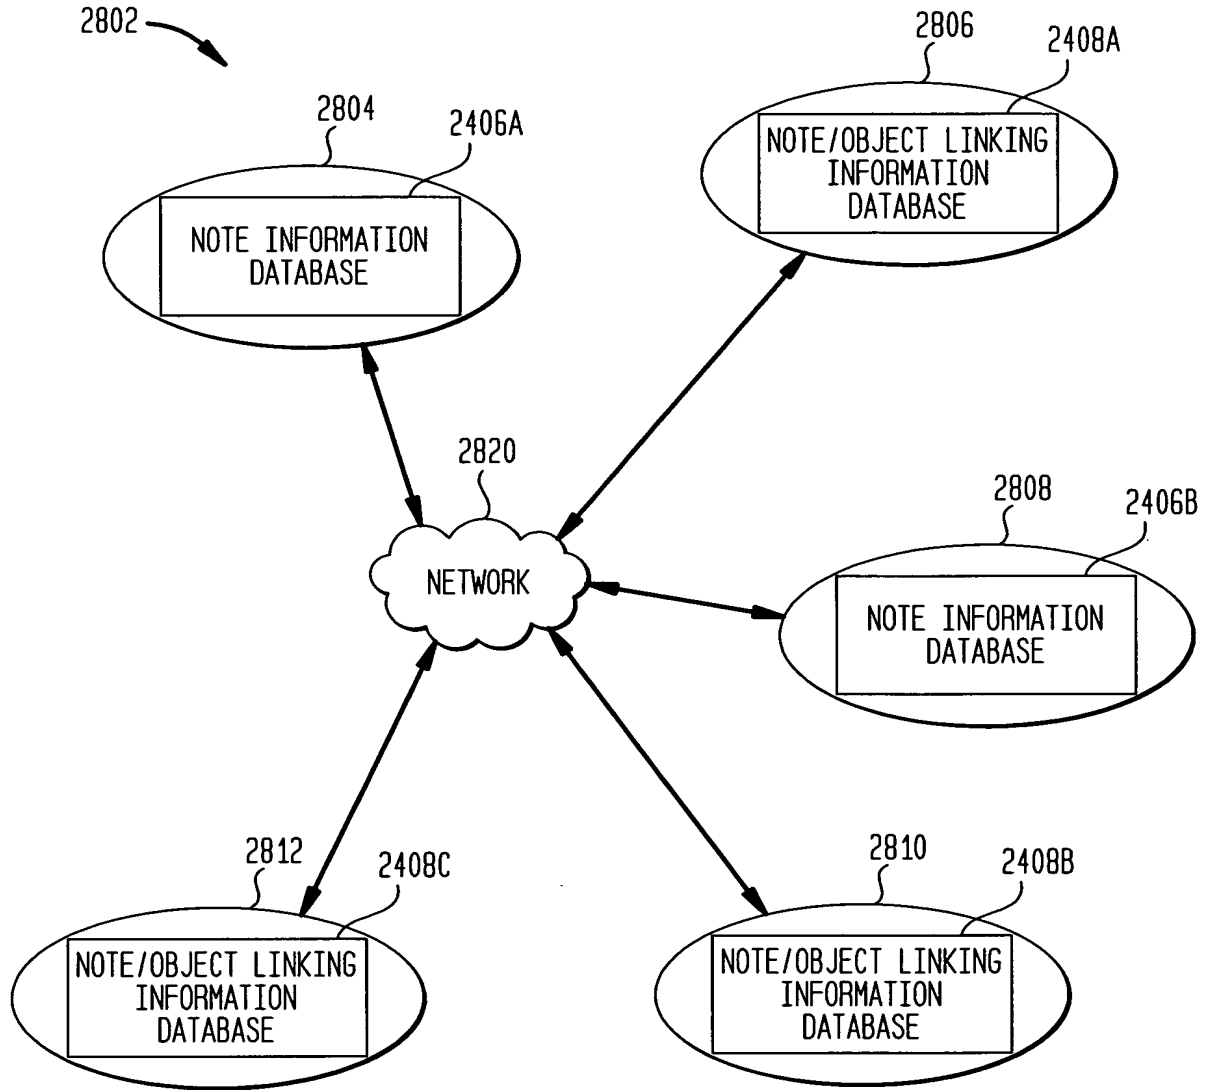 2802
2804
2406A
NOTE INFORMATION
DATABASE
2806
2408A
NOTE/OBJECT LINKING
INFORMATION
DATABASE
2820
NETWORK
2808
2406B
NOTE INFORMATION
DATABASE
2812
2408C
NOTE/OBJECT LINKING
INFORMATION
DATABASE
2810
2408B
NOTE/OBJECT LINKING
INFORMATION
DATABASE